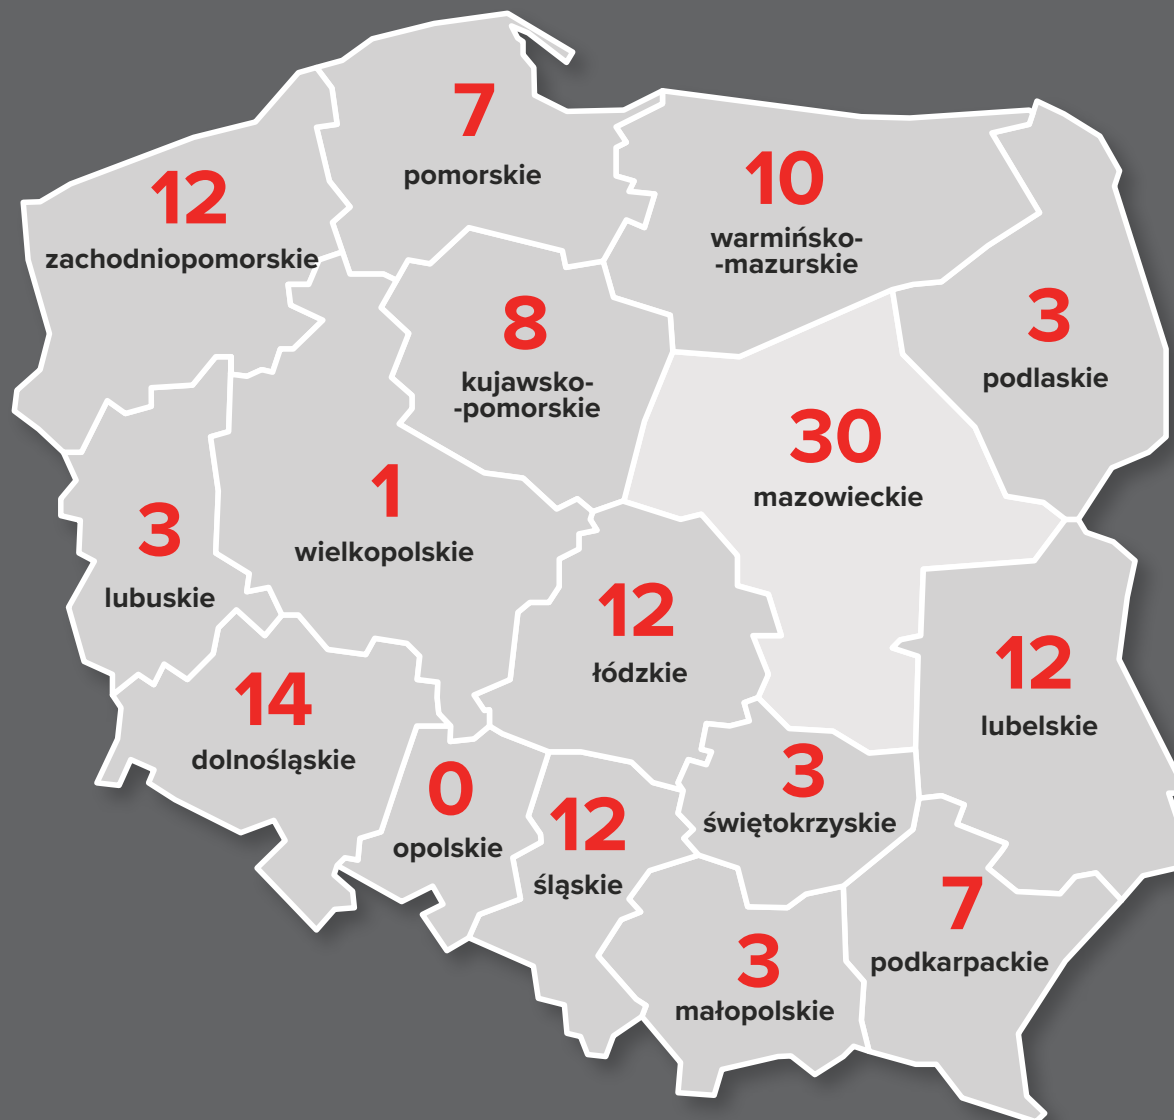 7
pomorskie
12
zachodniopomorskie
10
warmińsko-
-mazurskie
3
podlaskie
8
kujawsko-
-pomorskie
30
mazowieckie
1
wielkopolskie
3
lubuskie
12
łódzkie
12
lubelskie
14
dolnośląskie
0
opolskie
12
śląskie
3
świętokrzyskie
7
podkarpackie
3
małopolskie